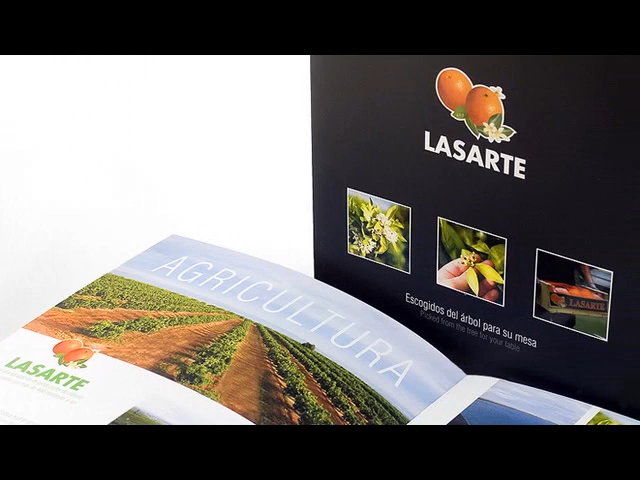 LASARTE
LASARTE
Escogidos del árbol para su mesa
Picked from the tree for your table
AGRICULTURA
LASARTE